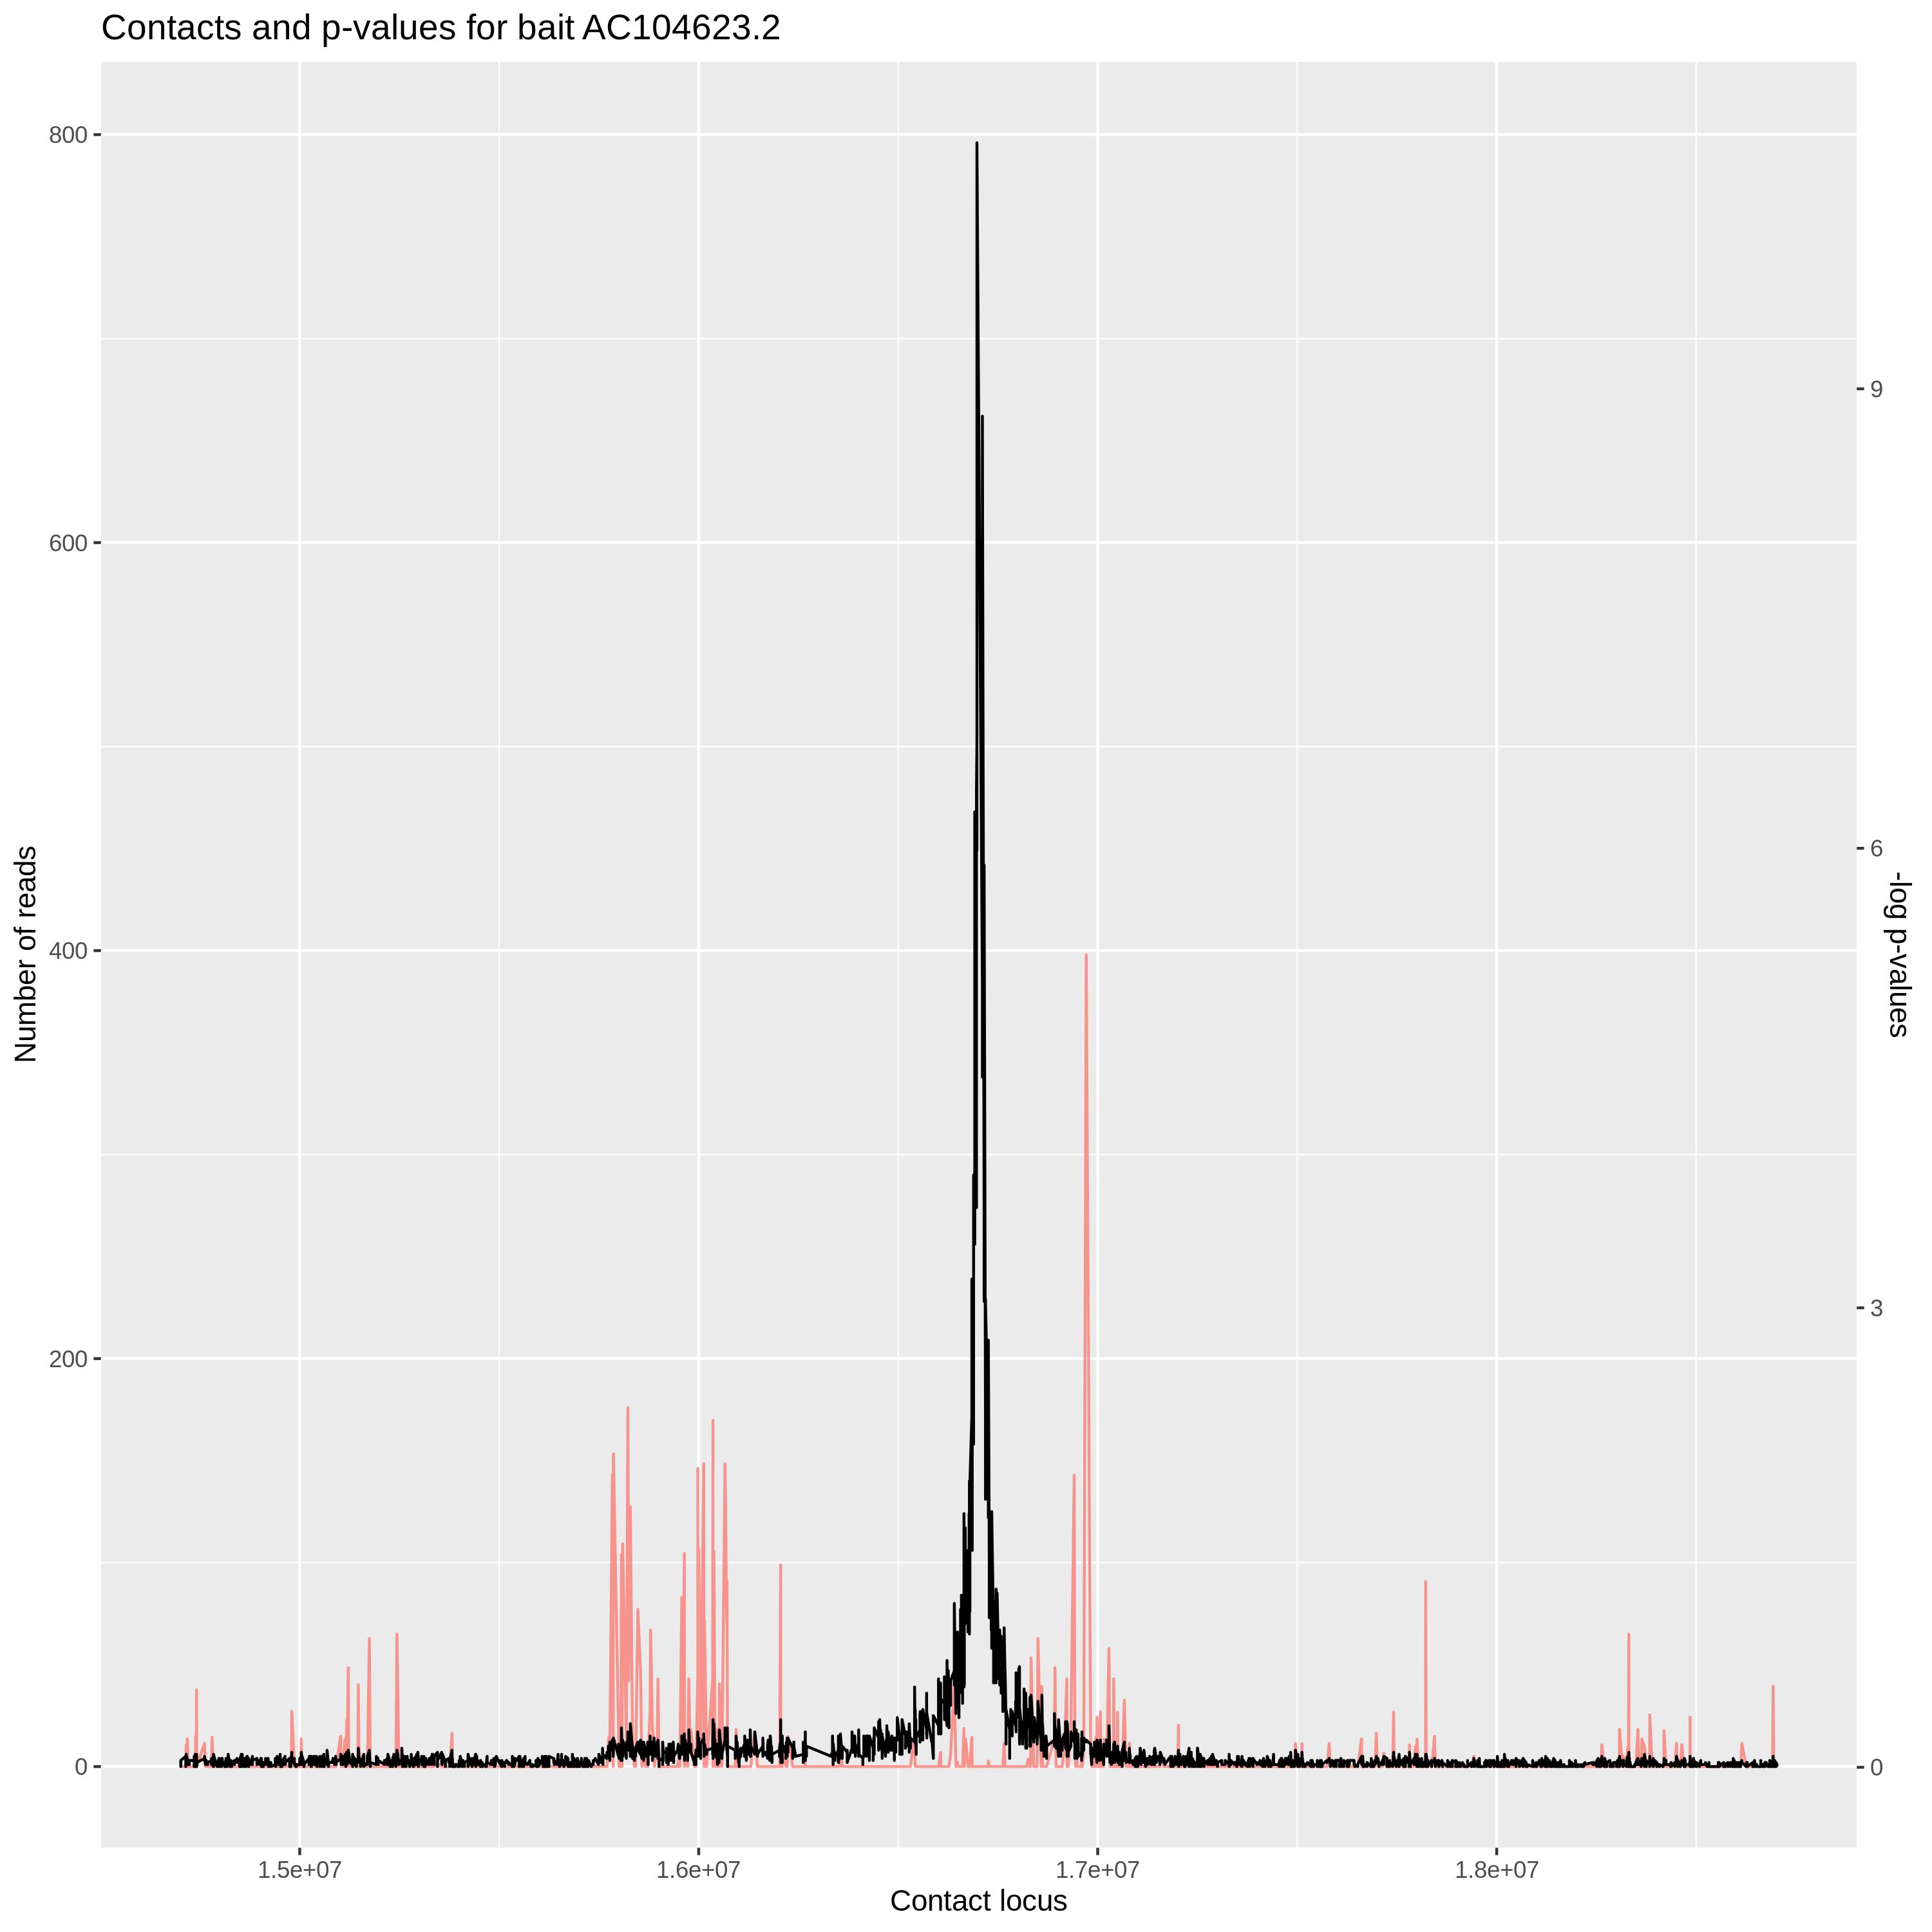 Contacts and p-values for bait AC104623.2
800
600
400
200
0
Number of reads
9
6
3
0
-log p-values
1.5e+07
1.6e+07
1.7e+07
1.8e+07
Contact locus